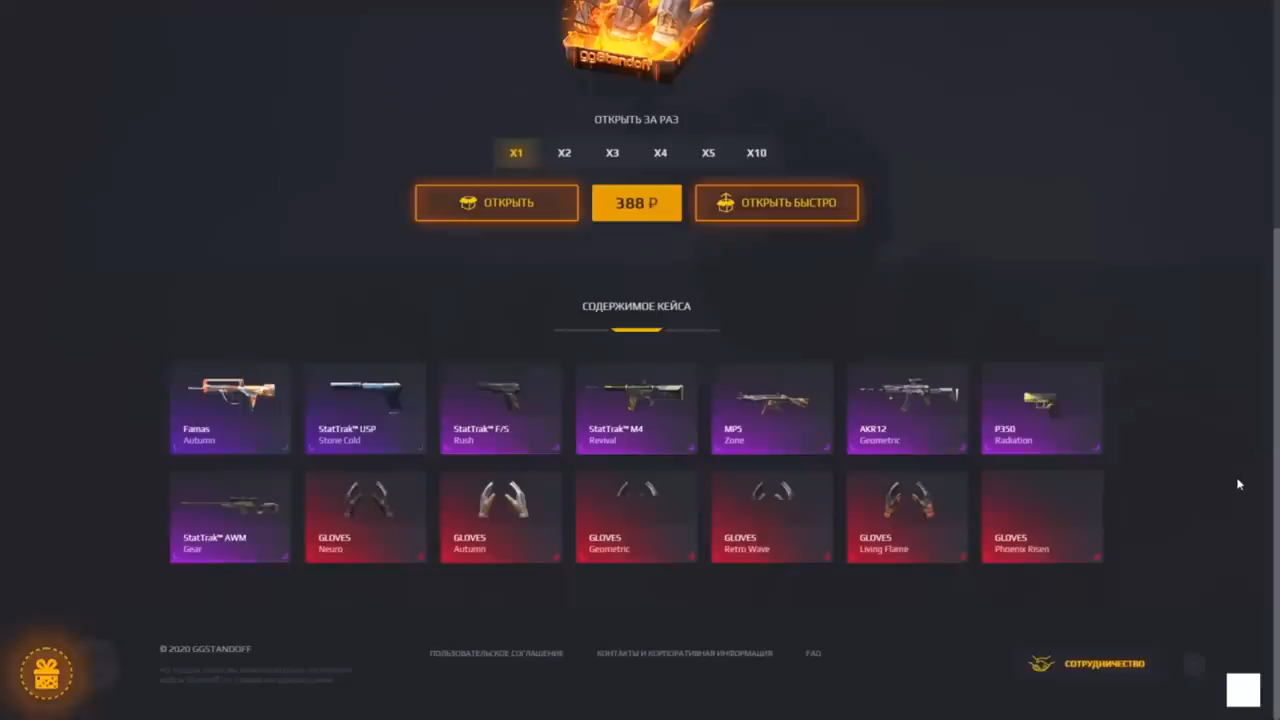 ggStandoff
ОТКРЫТЬ ЗА РАЗ
X1 X2 X3 X4 X5 X10
ОТКРЫТЬ 388 ₽ ОТКРЫТЬ БЫСТРО
СОДЕРЖИМОЕ КЕЙСА
Famas
Autumn
StatTrak™ USP
Stone Cold
StatTrak™ F/S
Rush
StatTrak™ M4
Revival
MP5
Zone
AKR12
Geometric
P350
Radiation
StatTrak™ AWM
Gear
GLOVES
Neuro
GLOVES
Autumn
GLOVES
Geometric
GLOVES
Retro Wave
GLOVES
Living Flame
GLOVES
Phoenix Risen
© 2020 GGSTANDOFF
ПОЛЬЗОВАТЕЛЬСКОЕ СОГЛАШЕНИЕ
КОНТАКТЫ И КОРПОРАТИВНАЯ ИНФОРМАЦИЯ
FAQ
СОТРУДНИЧЕСТВО